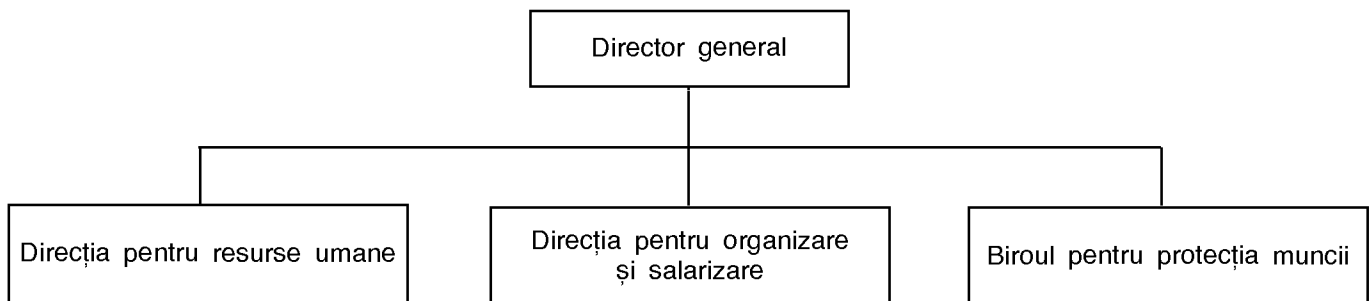 Director general
Direcția pentru resurse umane
Direcția pentru organizare
și salarizare
Biroul pentru protecția muncii